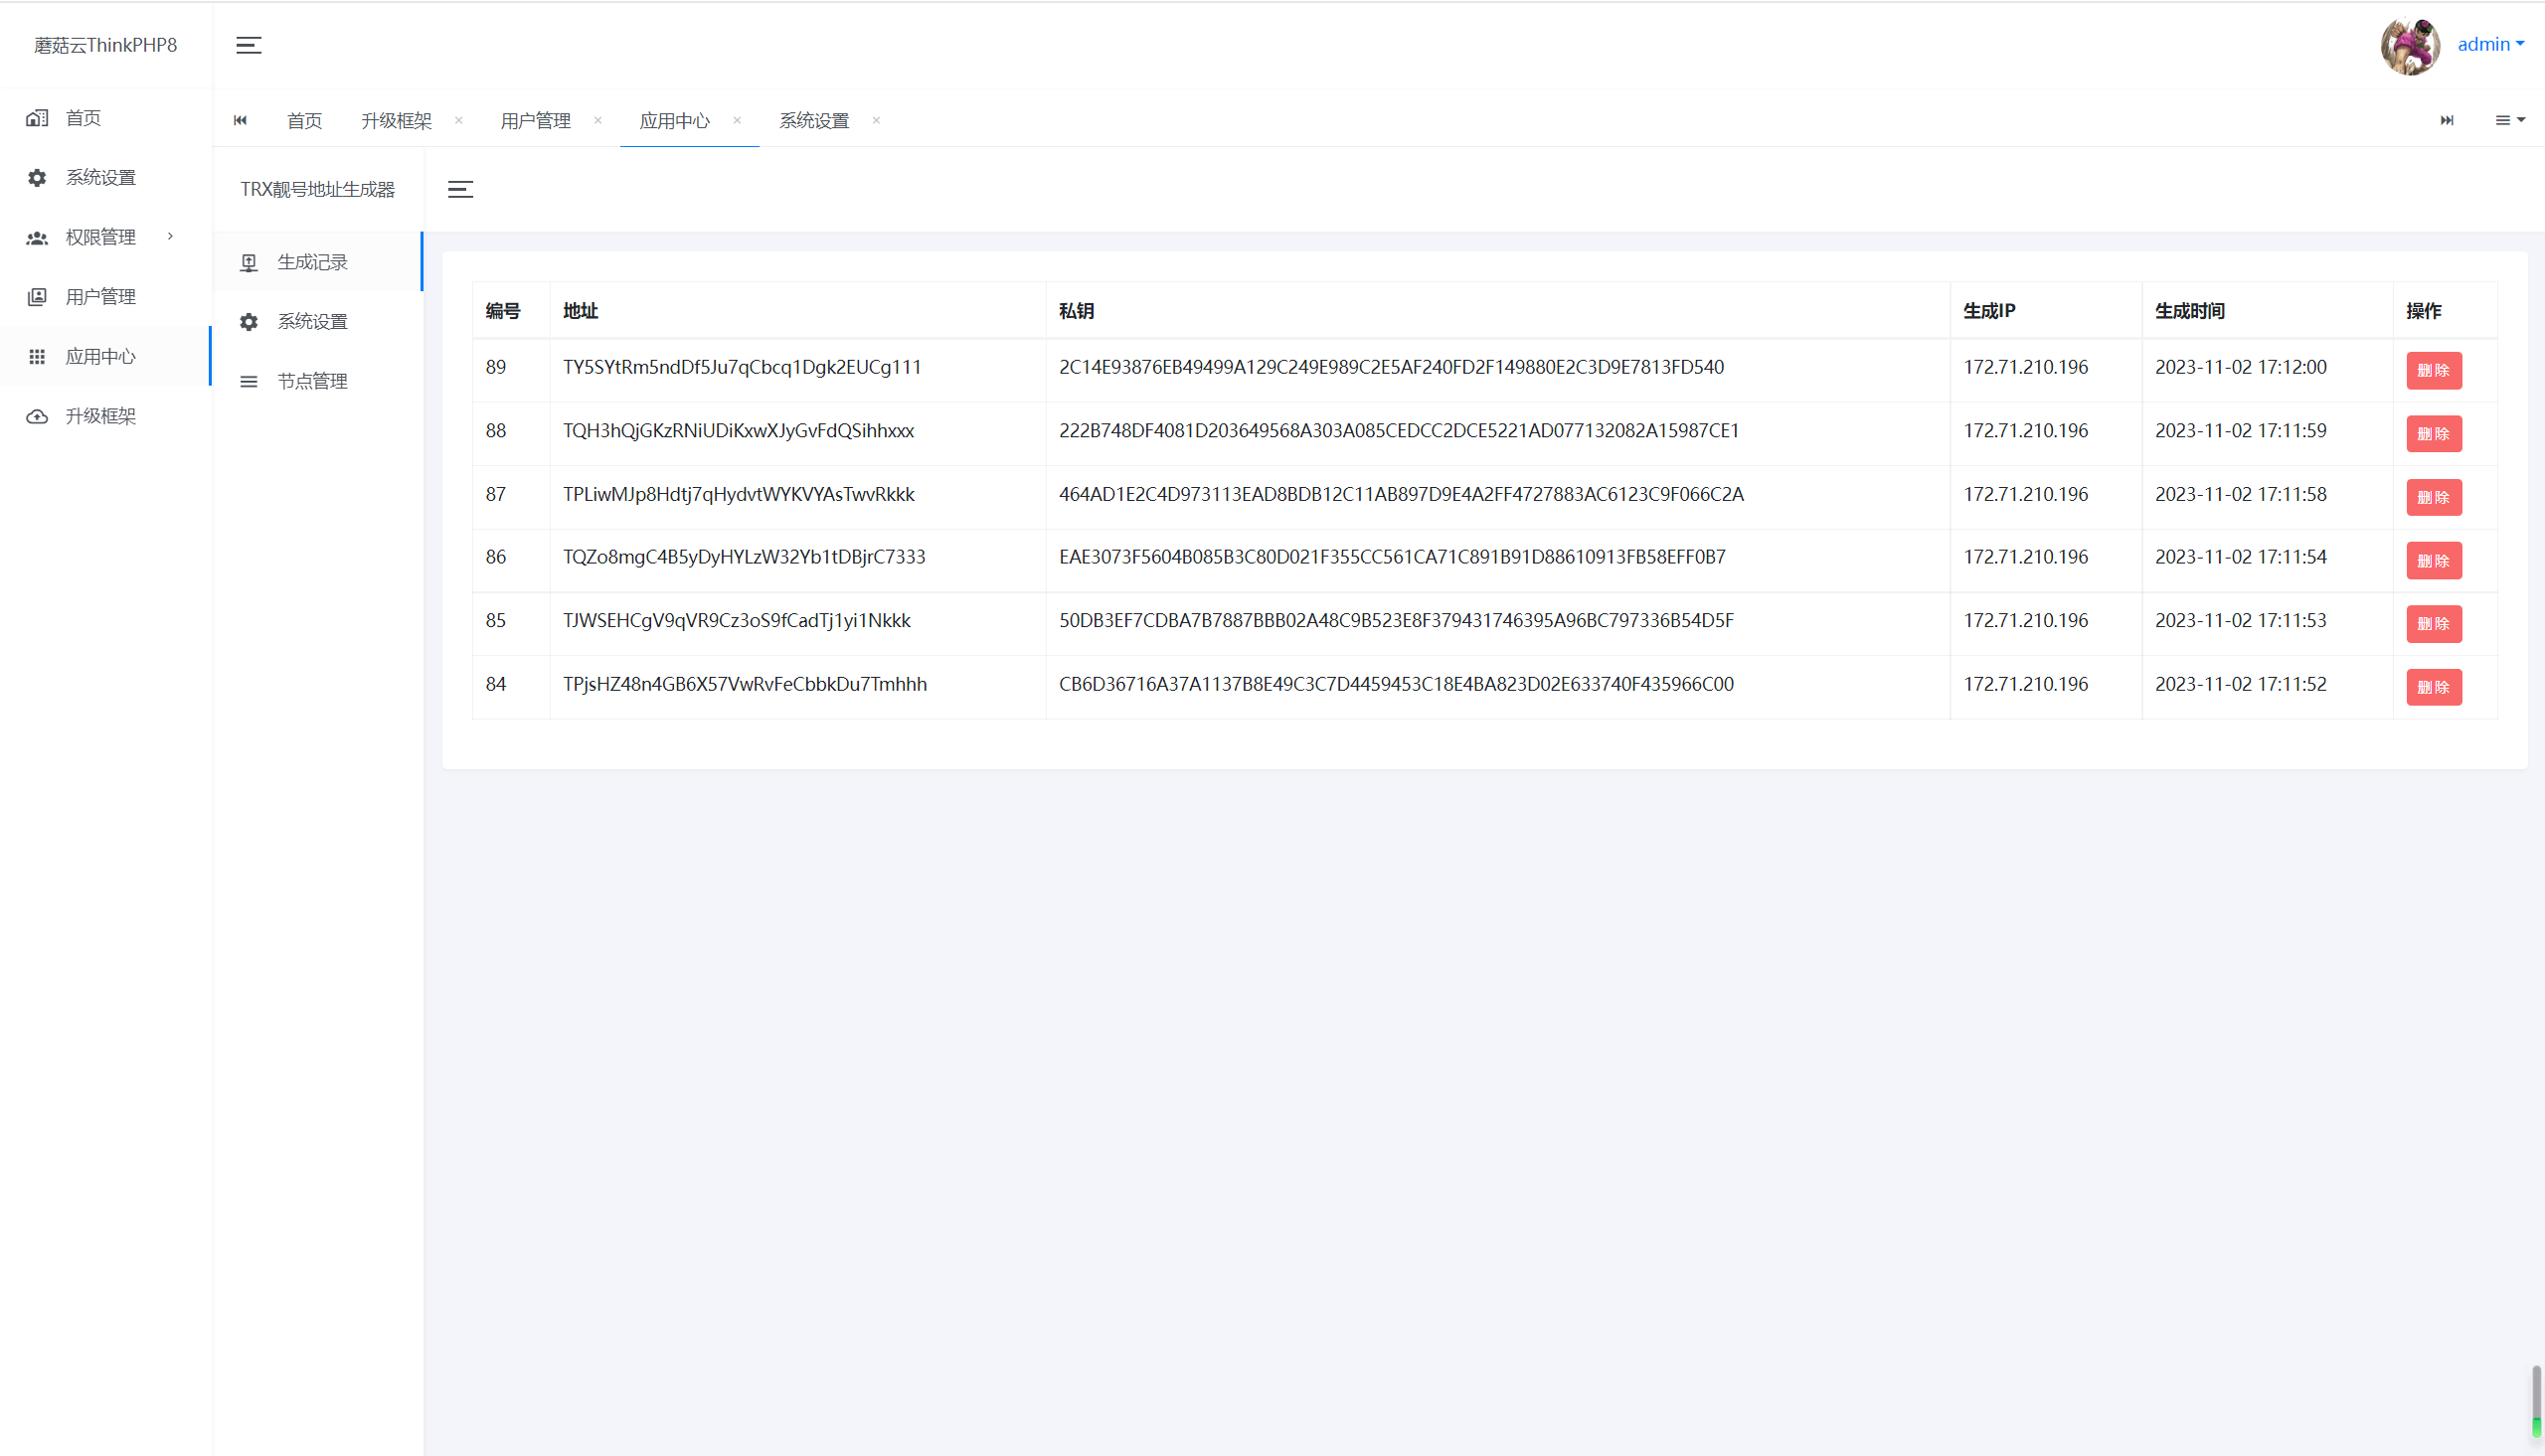 蘑菇云ThinkPHP8
admin
首页
系统设置
权限管理
用户管理
应用中心
升级框架
首页 升级框架 × 用户管理 × 应用中心 × 系统设置 ×
TRX靓号地址生成器
生成记录
系统设置
节点管理
编号 地址 私钥 生成IP 生成时间 操作
89 TY5SYtRm5ndDf5Ju7qCbcq1Dgk2EUCg111 2C14E93876EB49499A129C249E989C2E5AF240FD2F149880E2C3D9E7813FD540 172.71.210.196 2023-11-02 17:12:00 删除
88 TQH3hQjGKzRNiUDiKxwXJyGvFdQSihhxxx 222B748DF4081D203649568A303A085CEDCC2DCE5221AD077132082A15987CE1 172.71.210.196 2023-11-02 17:11:59 删除
87 TPLiwMJp8Hdtj7qHydvtWYKVYAsTwvRkkk 464AD1E2C4D973113EAD8BDB12C11AB897D9E4A2FF4727883AC6123C9F066C2A 172.71.210.196 2023-11-02 17:11:58 删除
86 TQZo8mgC4B5yDyHYLzW32Yb1tDBjrC7333 EAE3073F5604B085B3C80D021F355CC561CA71C891B91D88610913FB58EFF0B7 172.71.210.196 2023-11-02 17:11:54 删除
85 TJWSEHCgV9qVR9Cz3oS9fCadTj1yi1Nkkk 50DB3EF7CDBA7B7887BBB02A48C9B523E8F379431746395A96BC797336B54D5F 172.71.210.196 2023-11-02 17:11:53 删除
84 TPjsHZ48n4GB6X57VwRvFeCbbkDu7Tmhhh CB6D36716A37A1137B8E49C3C7D4459453C18E4BA823D02E633740F435966C00 172.71.210.196 2023-11-02 17:11:52 删除